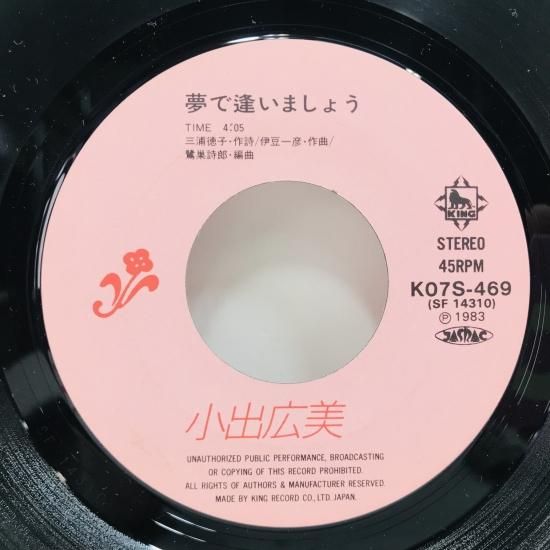 夢で逢いましょう
TIME 4:05
三浦徳子・作詩/伊豆一彦・作曲/
鷺巣詩郎・編曲
KING
STEREO
45RPM
K07S-469
(SF 14310)
Ⓟ 1983
JASRAC
小出広美
UNAUTHORIZED PUBLIC PERFORMANCE, BROADCASTING
OR COPYING OF THIS RECORD PROHIBITED.
ALL RIGHTS OF AUTHORS & MANUFACTURER RESERVED.
MADE BY KING RECORD CO., LTD. JAPAN.